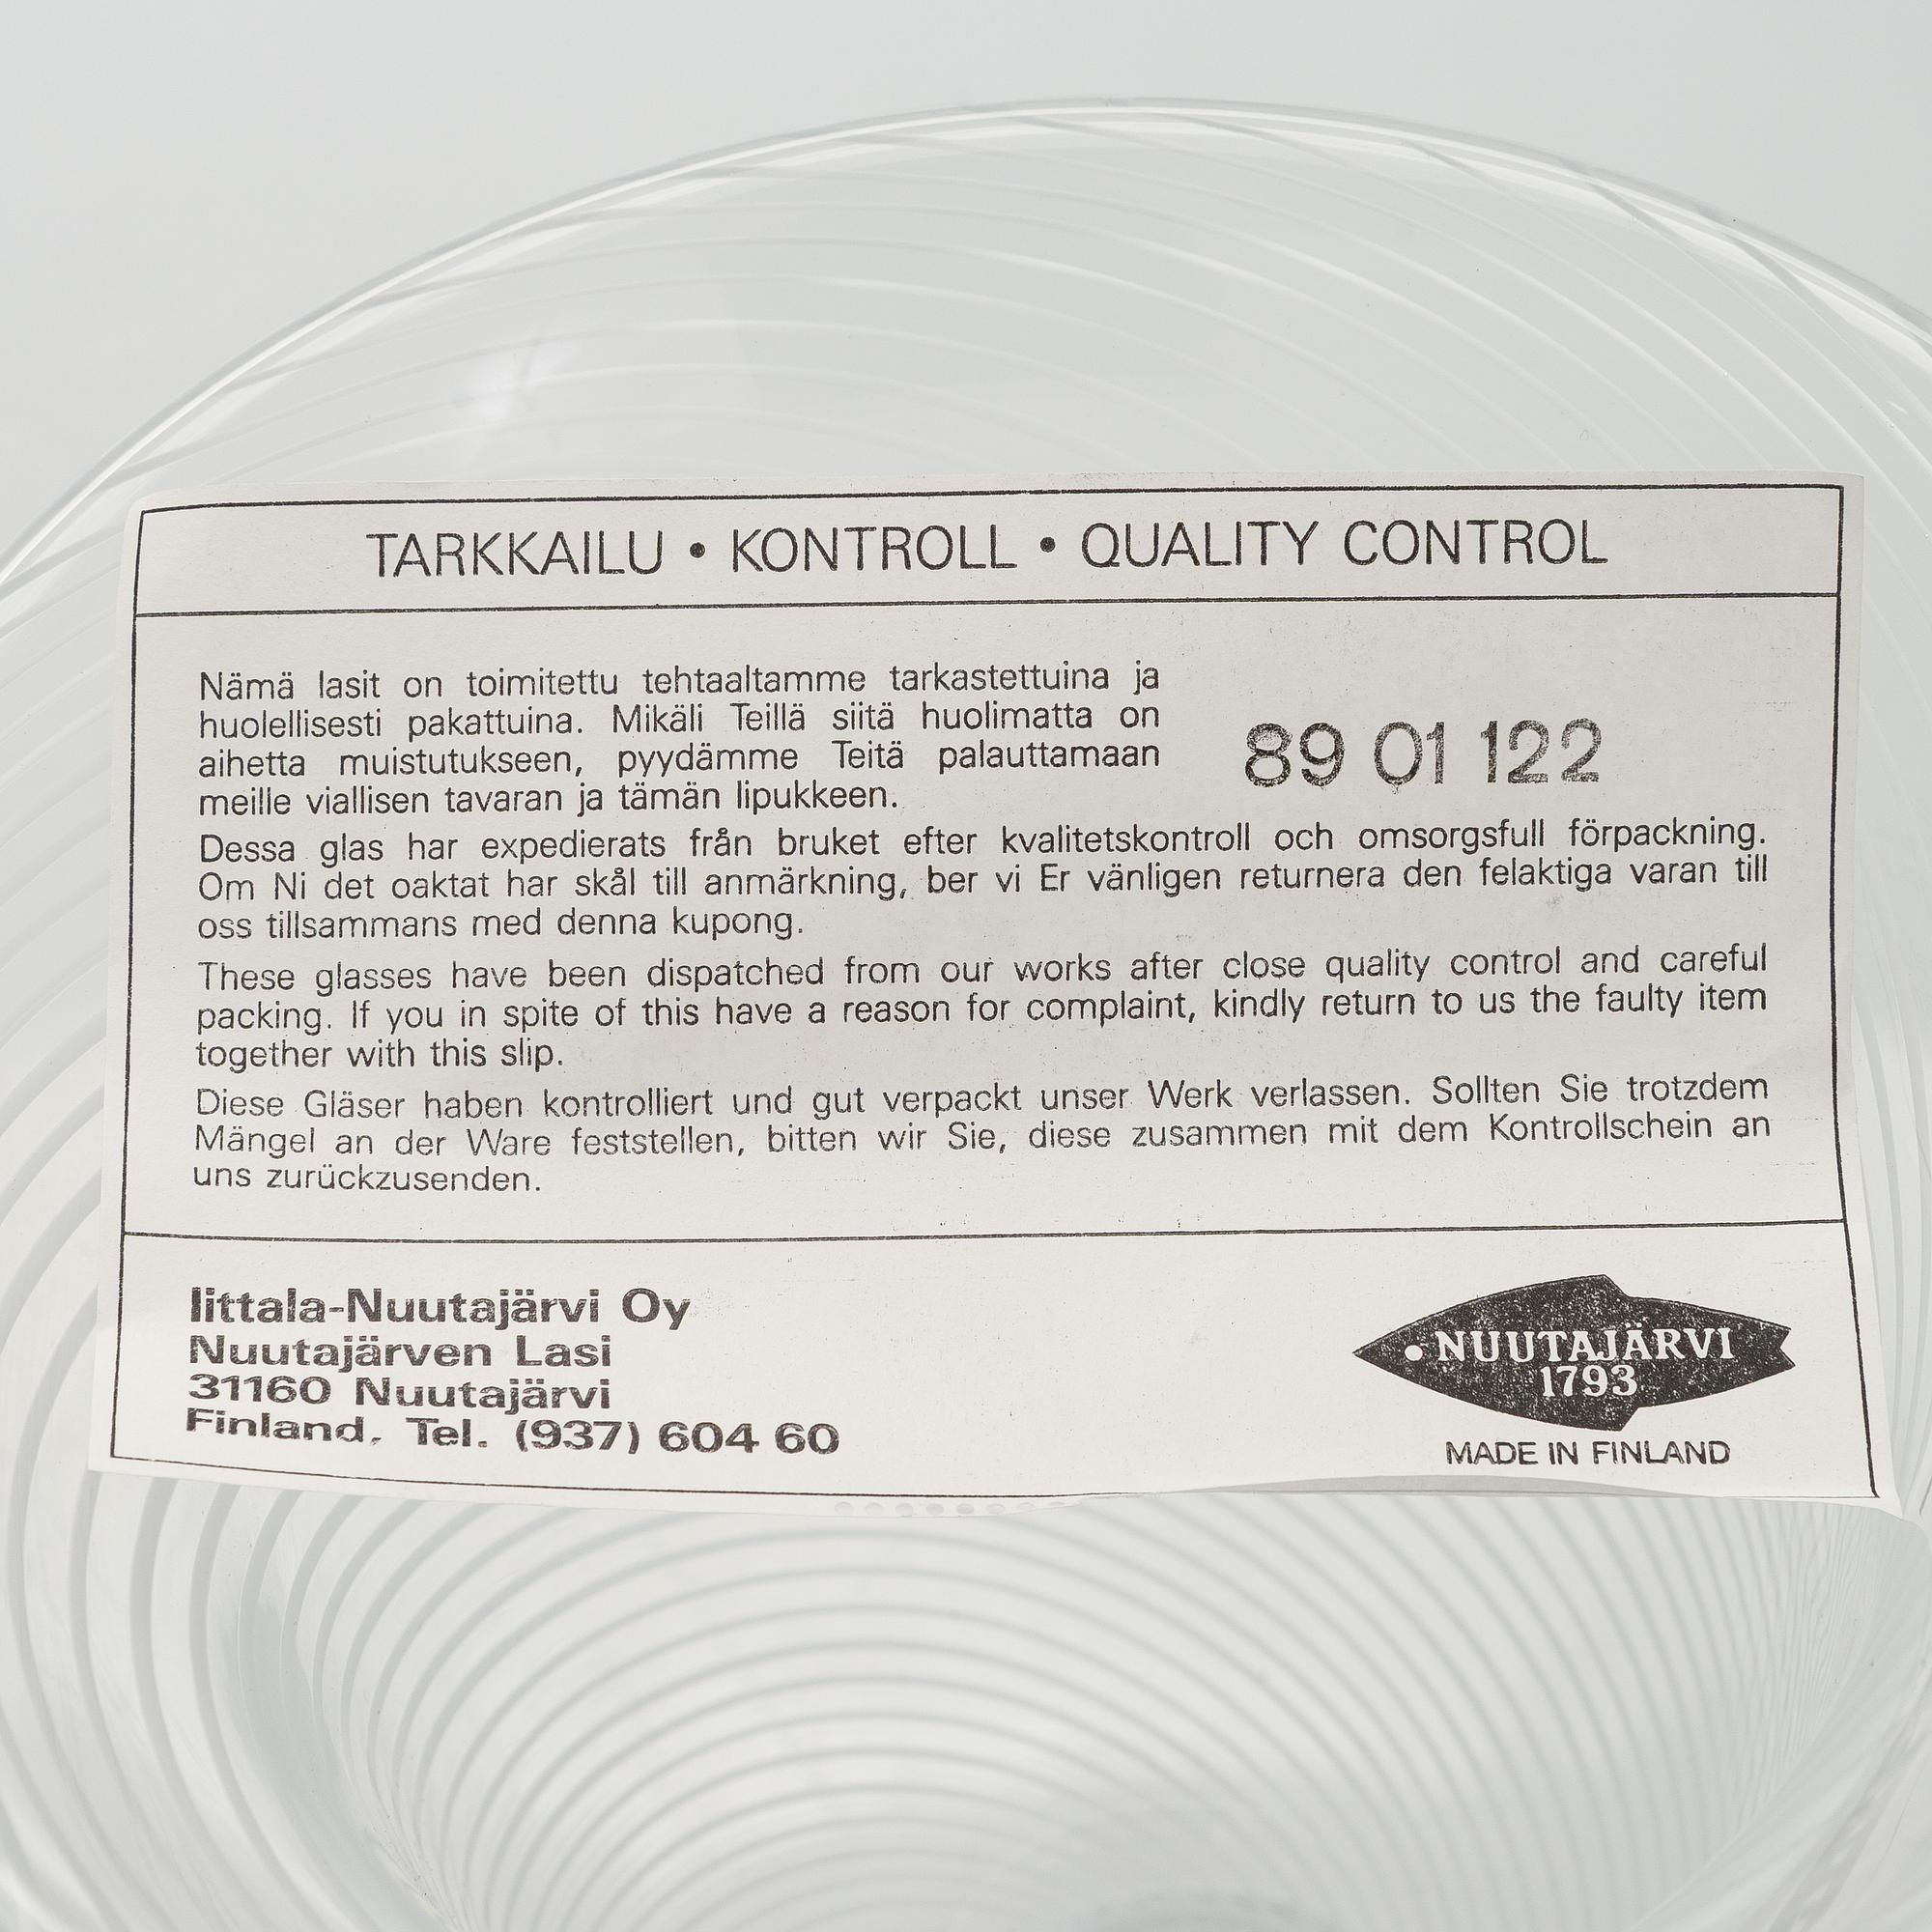 TARKKAILU • KONTROLL • QUALITY CONTROL
Nämä lasit on toimitettu tehtaaltamme tarkastettuina ja
huolellisesti pakattuina. Mikäli Teillä siitä huolimatta on
aihetta muistutukseen, pyydämme Teitä palauttamaan
meille viallisen tavaran ja tämän lipukkeen.
89 01 122
Dessa glas har expedierats från bruket efter kvalitetskontroll och omsorgsfull förpackning.
Om Ni det oaktat har skål till anmärkning, ber vi Er vänligen returnera den felaktiga varan till
oss tillsammans med denna kupong.
These glasses have been dispatched from our works after close quality control and careful
packing. If you in spite of this have a reason for complaint, kindly return to us the faulty item
together with this slip.
Diese Gläser haben kontrolliert und gut verpackt unser Werk verlassen. Sollten Sie trotzdem
Mängel an der Ware feststellen, bitten wir Sie, diese zusammen mit dem Kontrollschein an
uns zurückzusenden.
Iittala-Nuutajärvi Oy
Nuutajärven Lasi
31160 Nuutajärvi
Finland. Tel. (937) 604 60
NUUTAJÄRVI
1793
MADE IN FINLAND